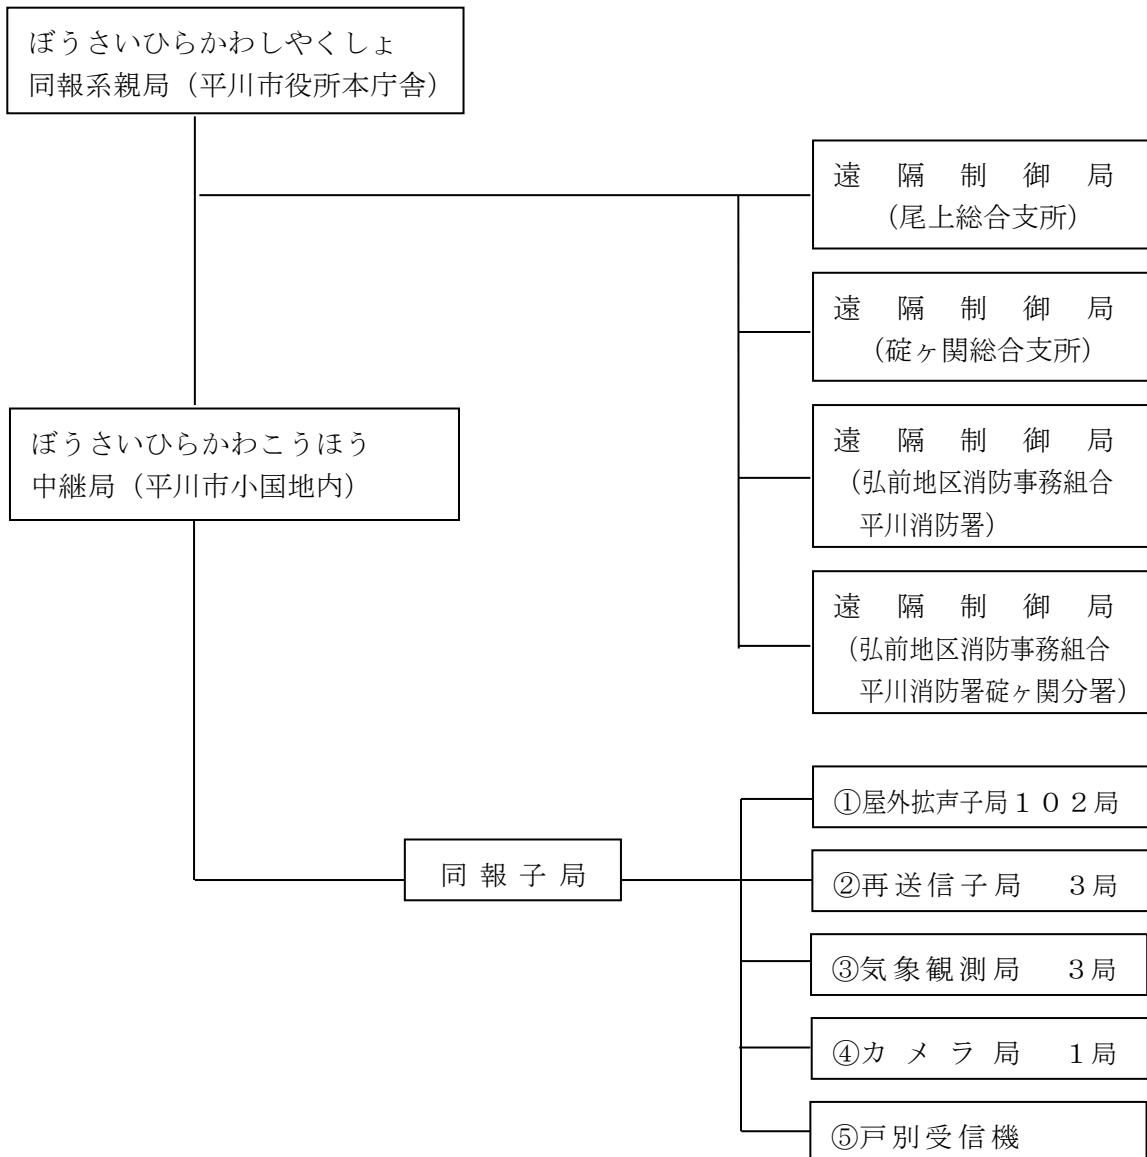 ぼうさいひらかわしやくしょ
同報系親局（平川市役所本庁舎）
遠隔制御局
（尾上総合支所）
遠隔制御局
（碇ヶ関総合支所）
ぼうさいひらかわこうほう
中継局（平川市小国地内）
遠隔制御局
（弘前地区消防事務組合
平川消防署）
遠隔制御局
（弘前地区消防事務組合
平川消防署碇ヶ関分署）
①屋外拡声子局１０２局
同報子局
②再送信子局　３局
③気象観測局　３局
④カメラ局　１局
⑤戸別受信機